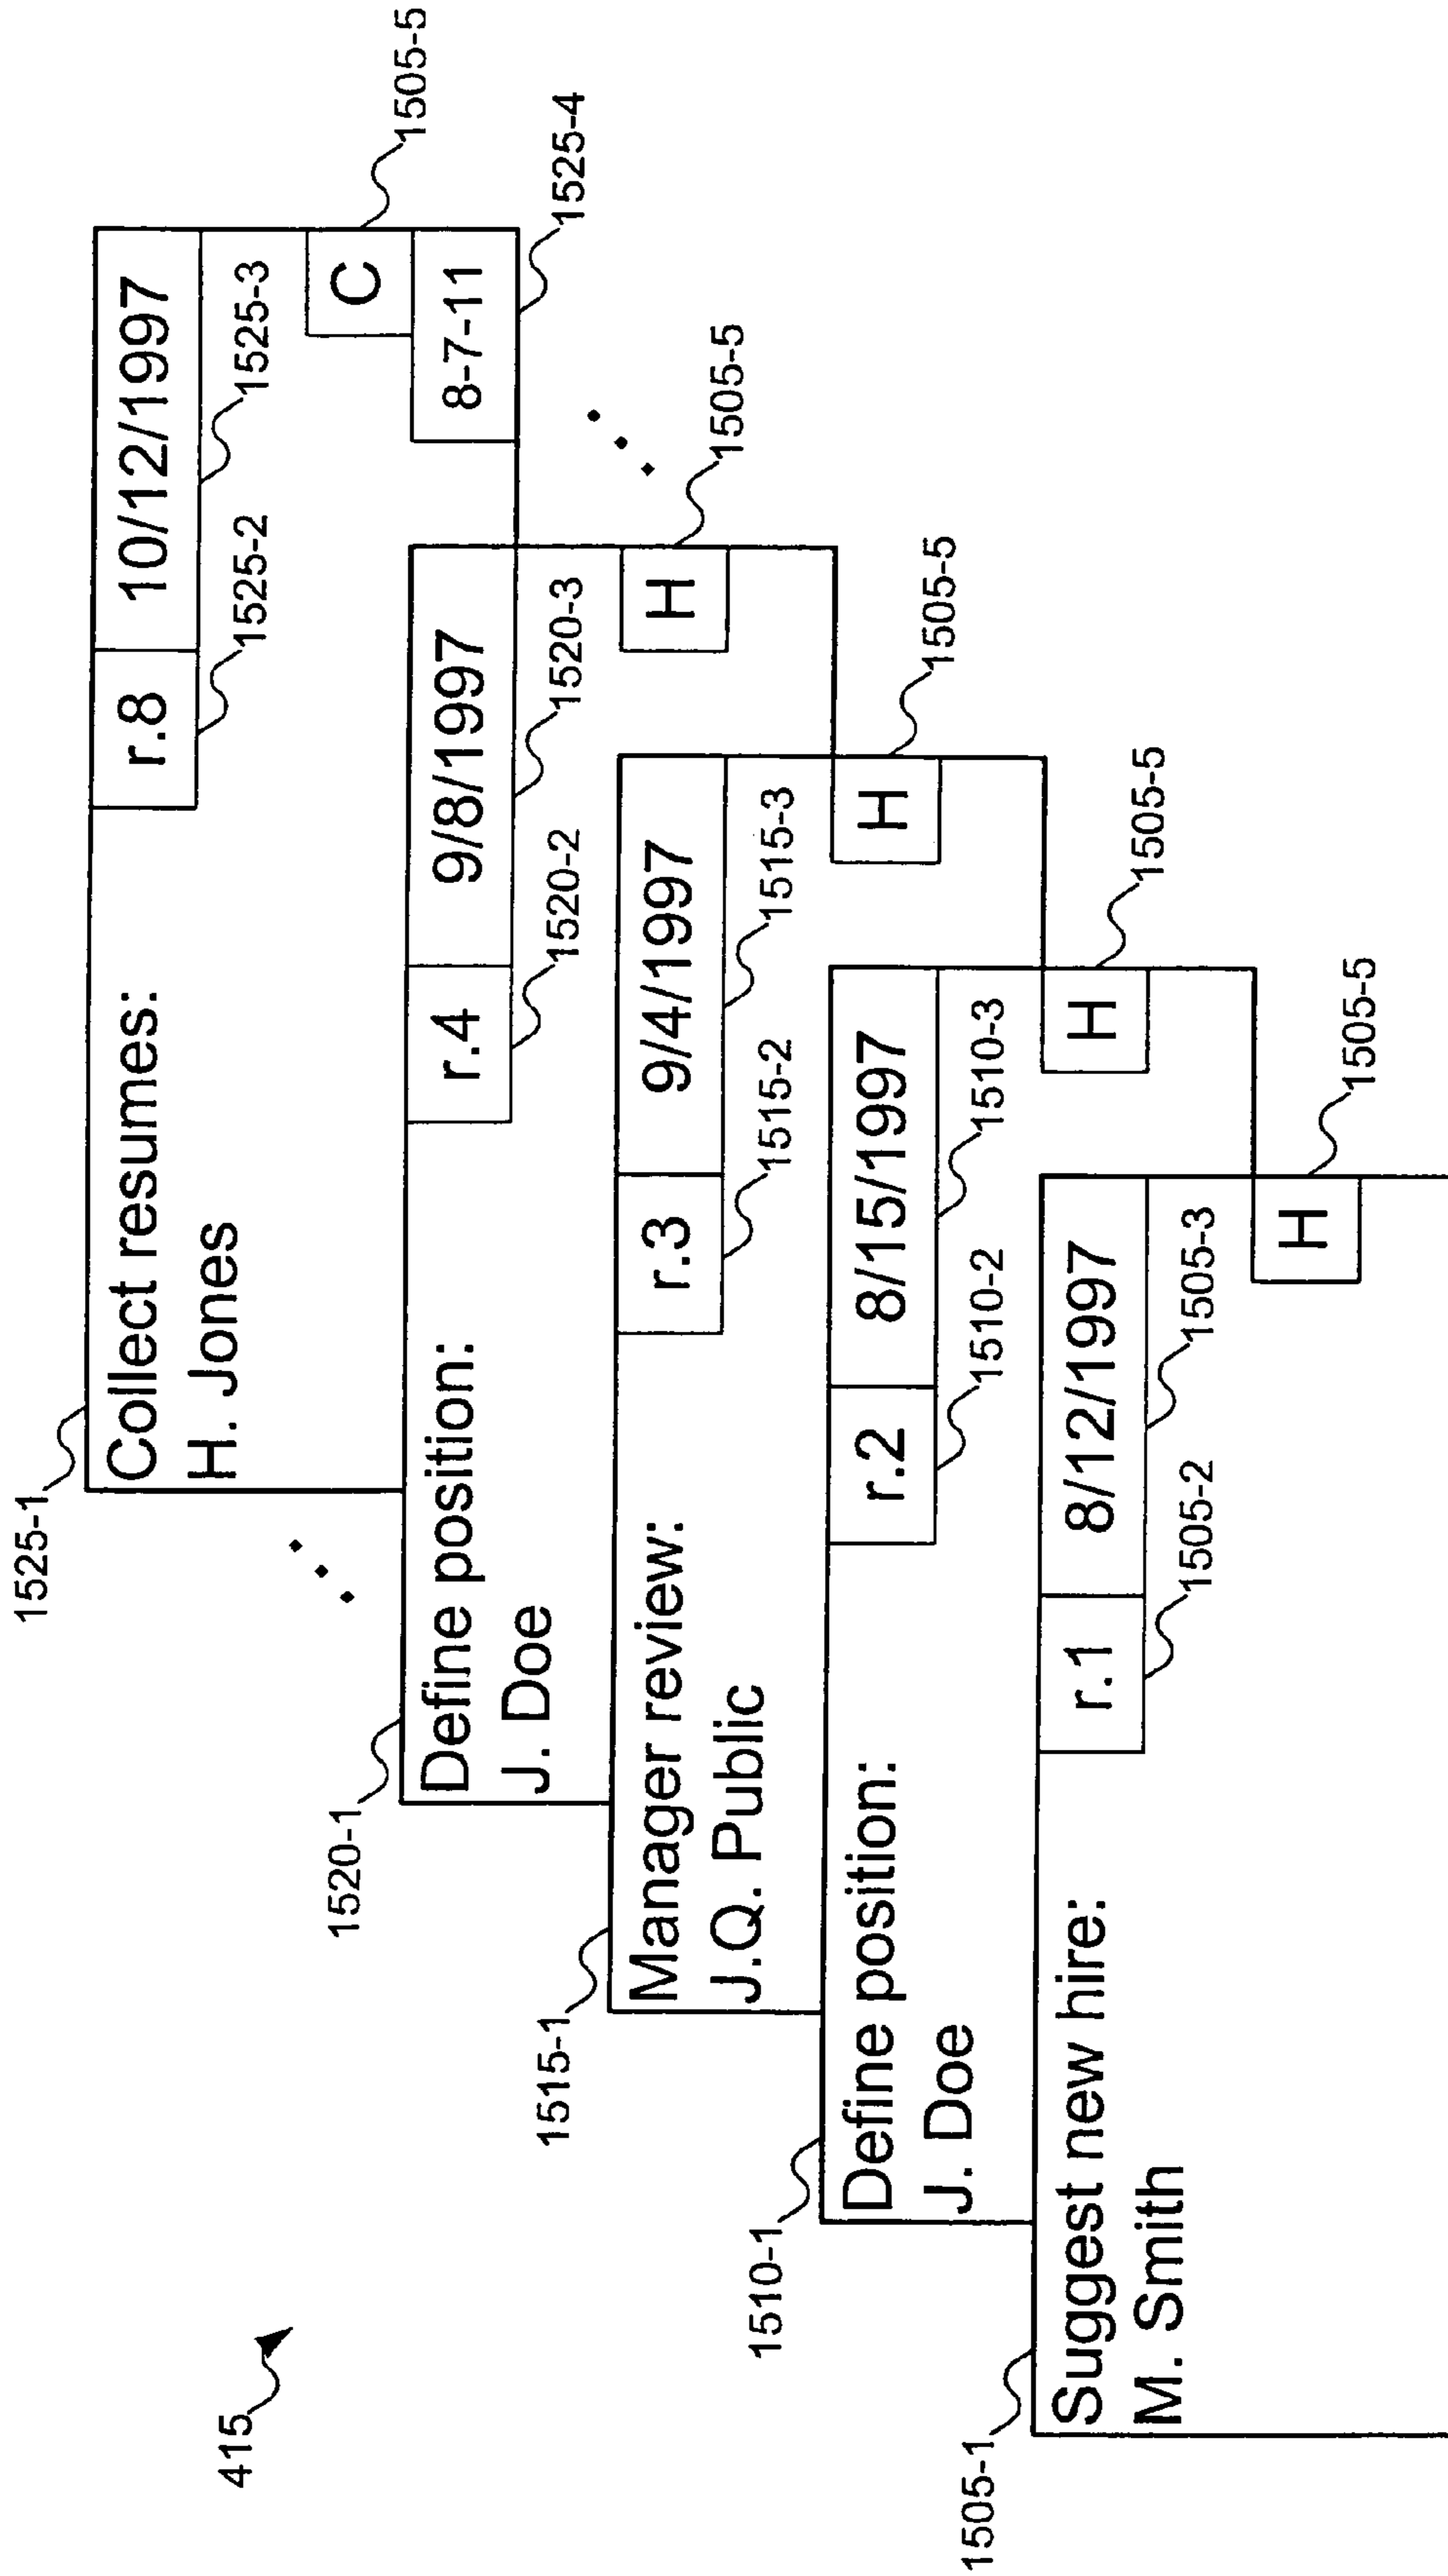 415
1525-1
Collect resumes:
H. Jones
r.8
10/12/1997
1525-2
1525-3
C
1505-5
8-7-11
1525-4
1520-1
Define position:
J. Doe
r.4
9/8/1997
1520-2
1520-3
H
1505-5
1515-1
Manager review:
J.Q. Public
r.3
9/4/1997
1515-2
1515-3
H
1505-5
1510-1
Define position:
J. Doe
r.2
8/15/1997
1510-2
1510-3
H
1505-5
1505-1
Suggest new hire:
M. Smith
r.1
8/12/1997
1505-2
1505-3
H
1505-5